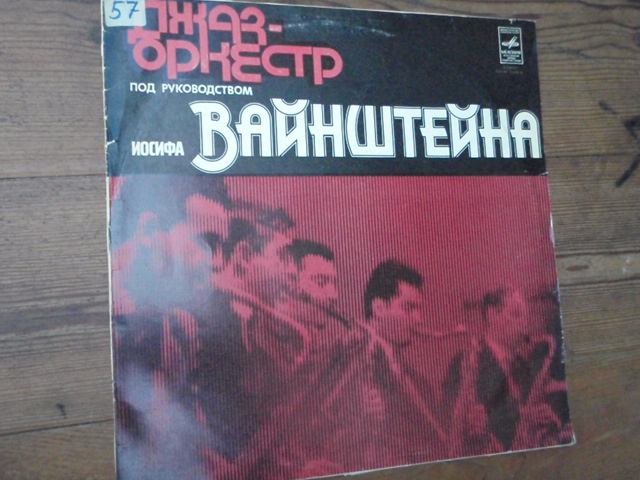 57
ДЖАЗ-
ОРКЕСТР
ПОД РУКОВОДСТВОМ
ИОСИФА ВАЙНШТЕЙНА